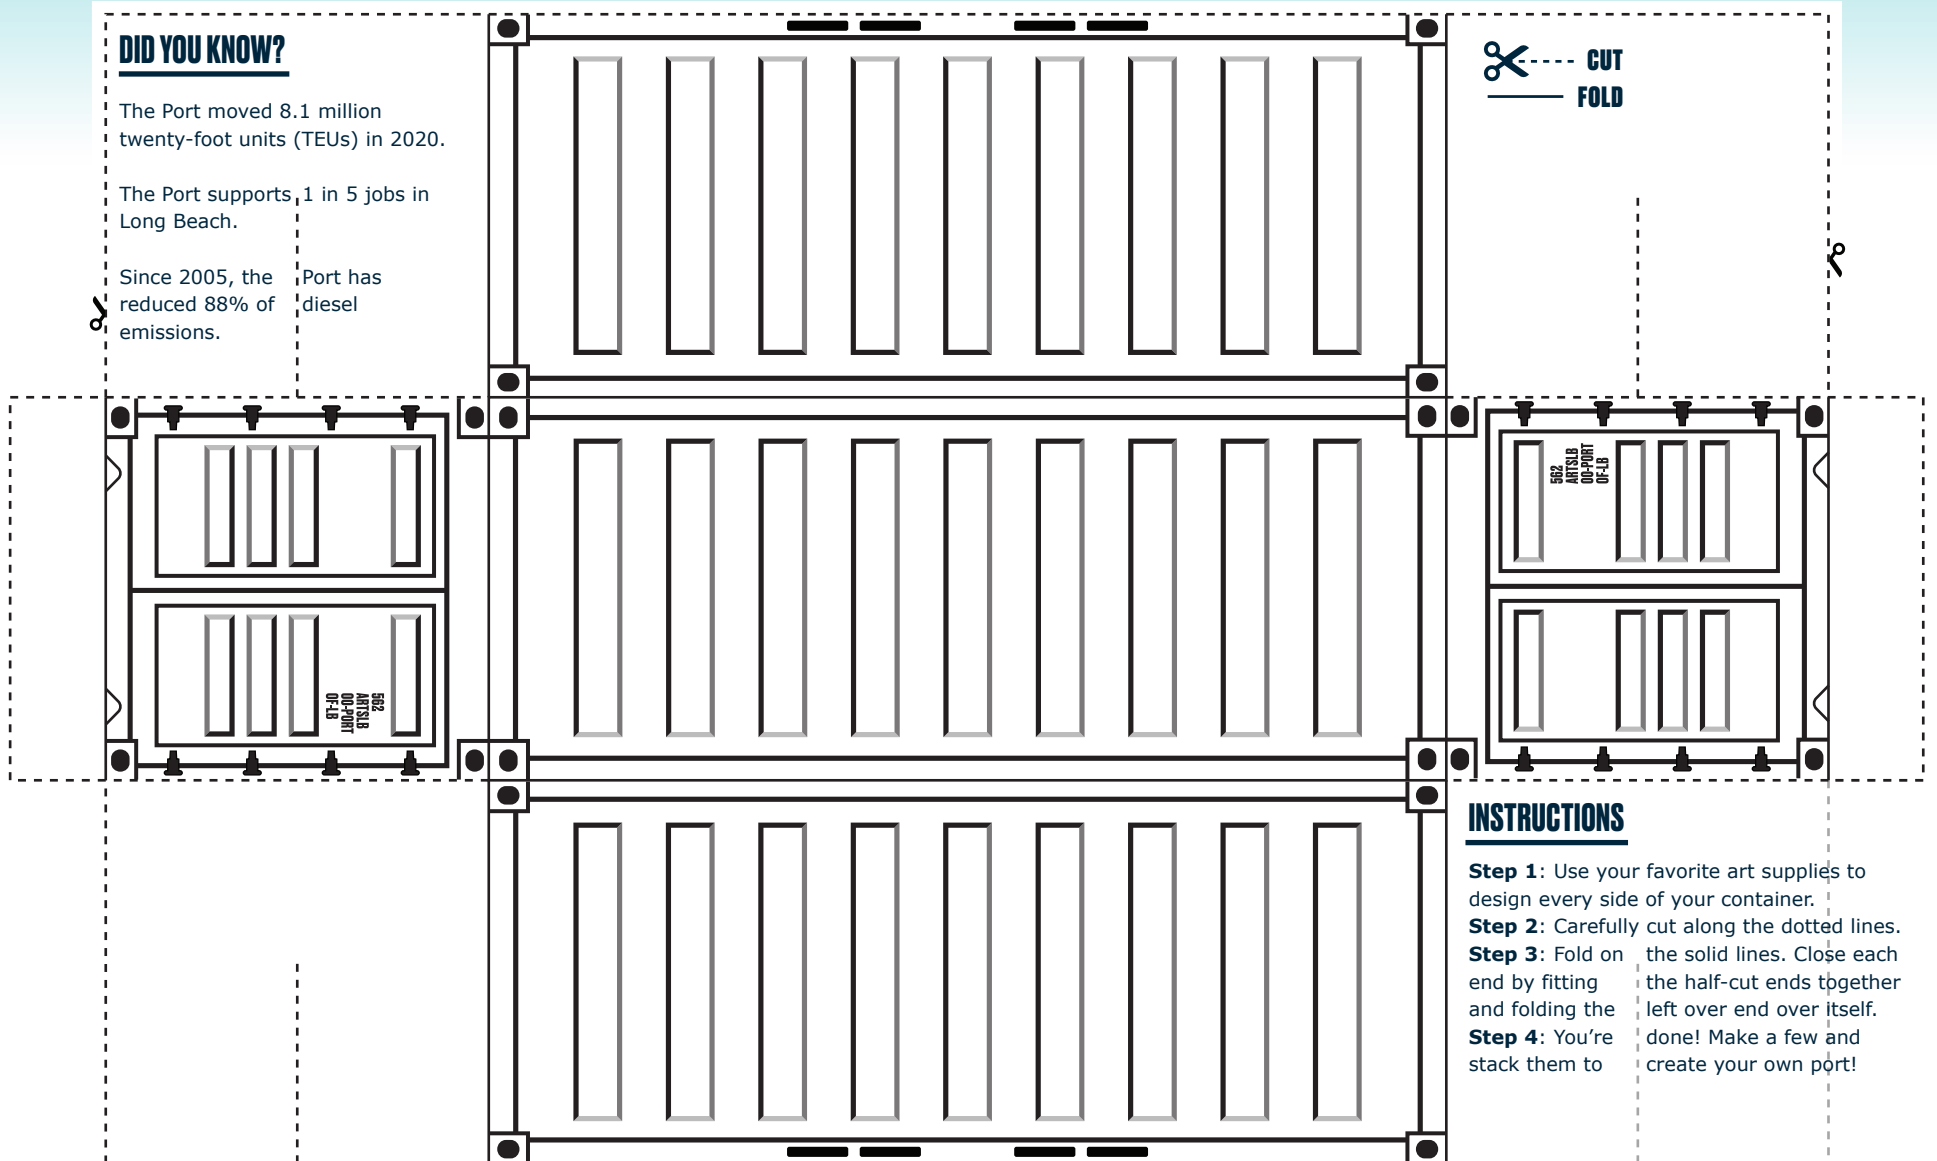 DID YOU KNOW?
The Port moved 8.1 million
twenty-foot units (TEUs) in 2020.
The Port supports 1 in 5 jobs in
Long Beach.
Since 2005, the Port has
reduced 88% of diesel
emissions.
CUT
FOLD
562
ARTSLB
OO-PORT
OF-LB
562
ARTSLB
OO-PORT
OF-LB
INSTRUCTIONS
Step 1: Use your favorite art supplies to
design every side of your container.
Step 2: Carefully cut along the dotted lines.
Step 3: Fold on the solid lines. Close each
end by fitting the half-cut ends together
and folding the left over end over itself.
Step 4: You’re done! Make a few and
stack them to create your own port!